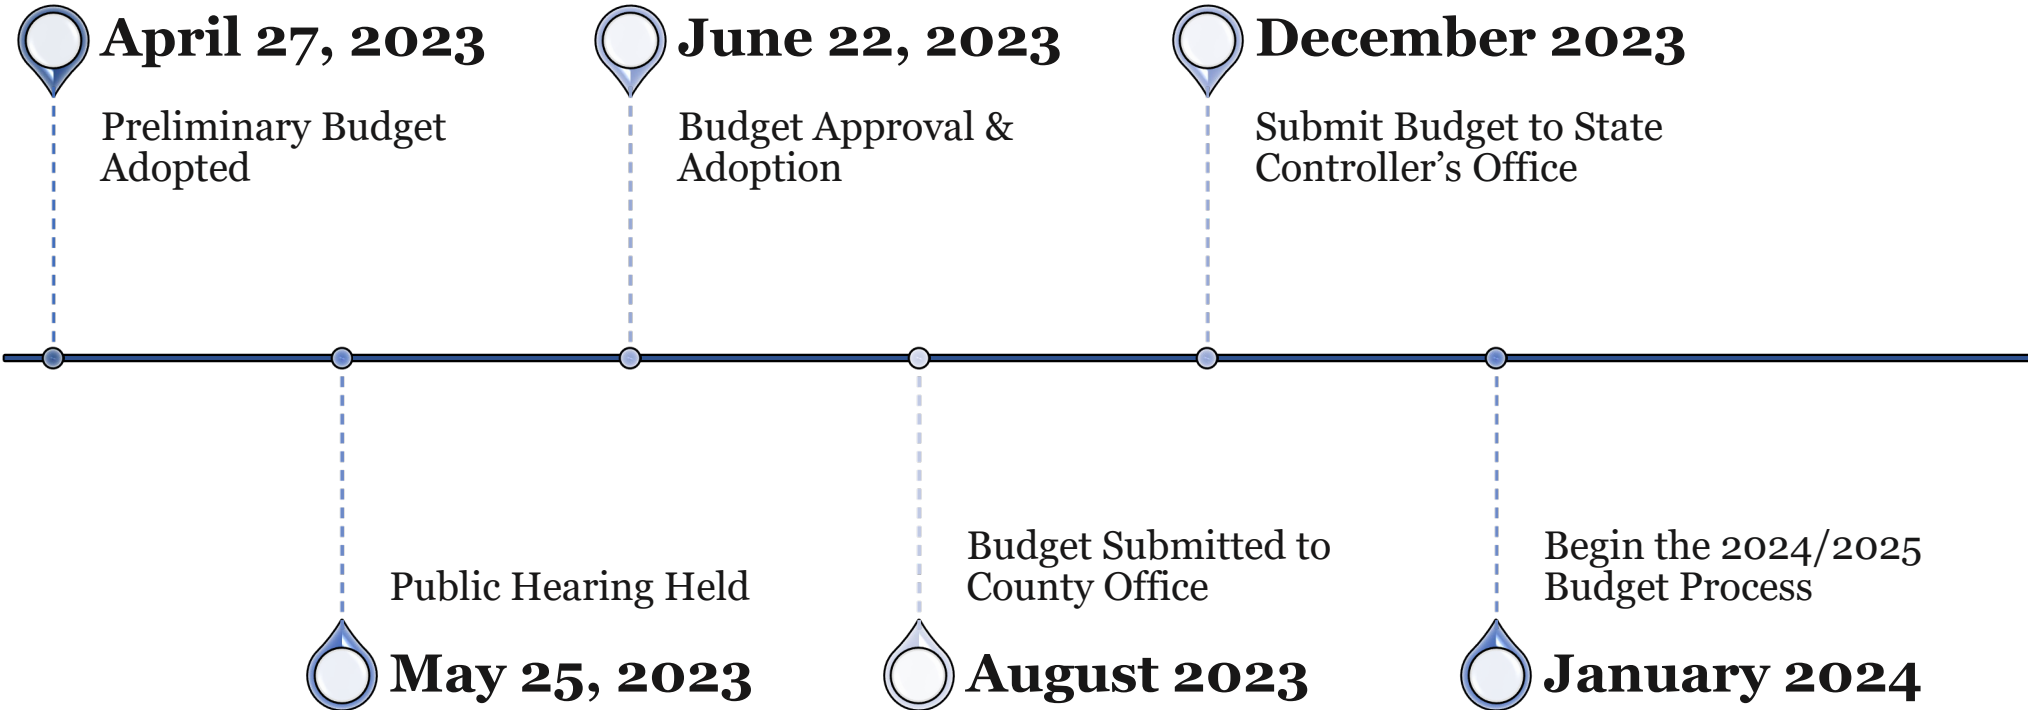 April 27, 2023
Preliminary Budget
Adopted
June 22, 2023
Budget Approval &
Adoption
December 2023
Submit Budget to State
Controller’s Office
Public Hearing Held
May 25, 2023
Budget Submitted to
County Office
August 2023
Begin the 2024/2025
Budget Process
January 2024